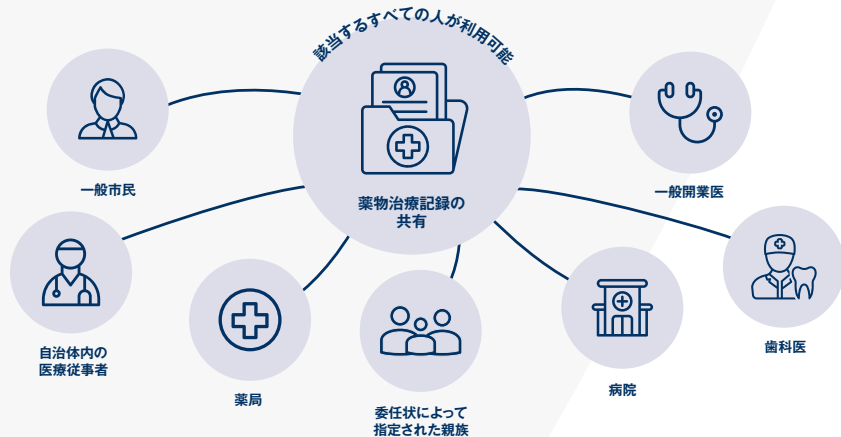 該当するすべての人が利用可能
薬物治療記録の
共有
一般市民
一般開業医
自治体内の
医療従事者
薬局
委任状によって
指定された親族
病院
歯科医